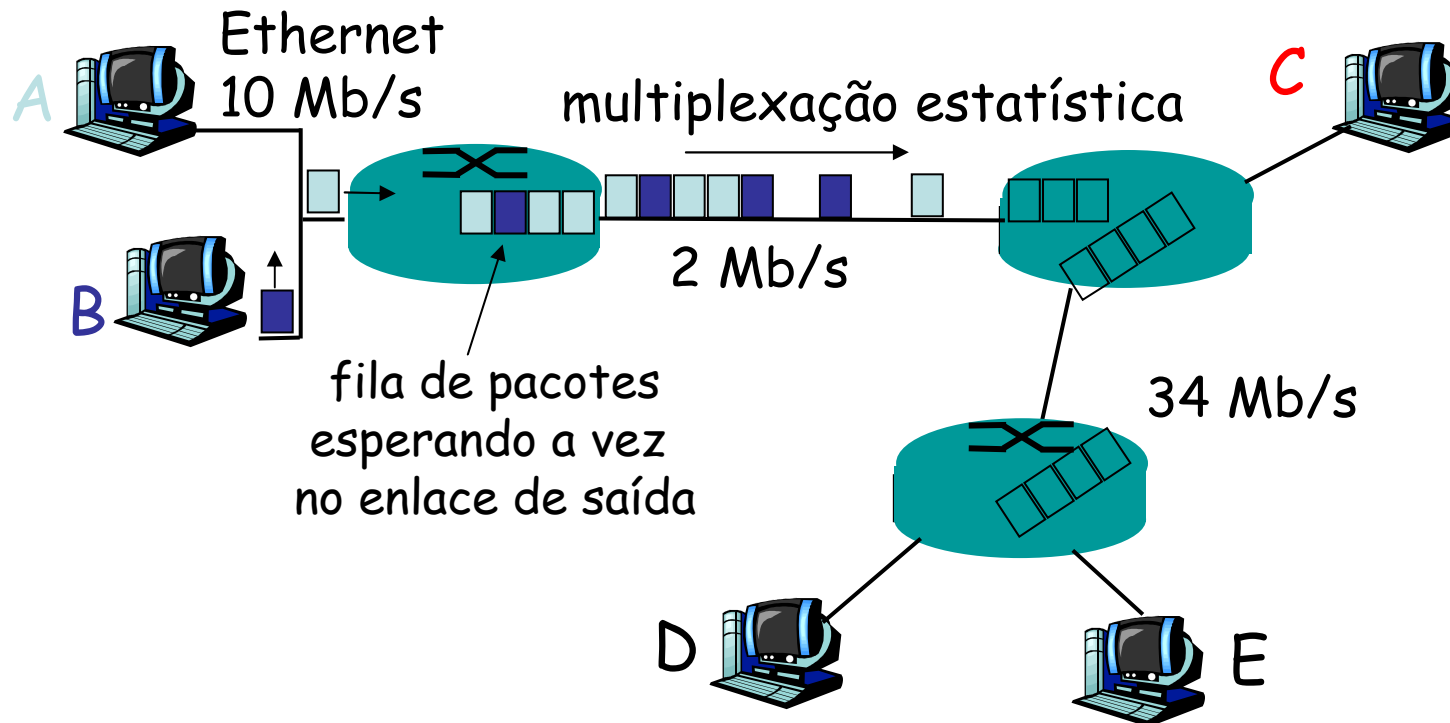 Ethernet
10 Mb/s
A
multiplexação estatística
C
B
2 Mb/s
fila de pacotes
esperando a vez
no enlace de saída
34 Mb/s
D
E